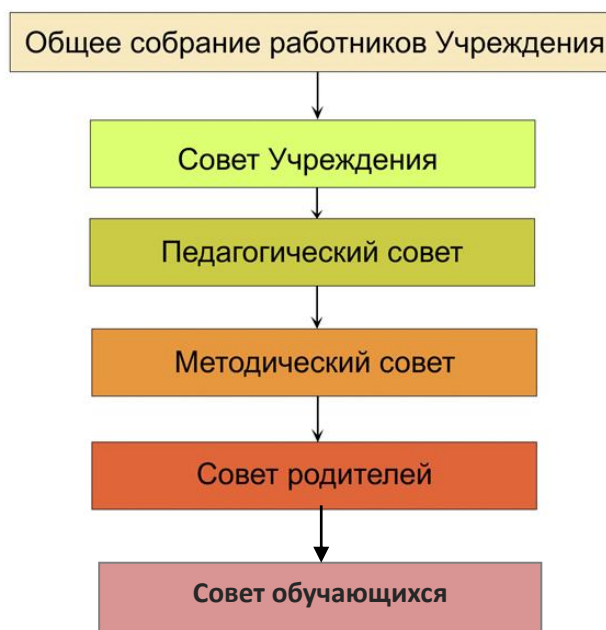 Общее собрание работников Учреждения
Совет Учреждения
Педагогический совет
Методический совет
Совет родителей
Совет обучающихся